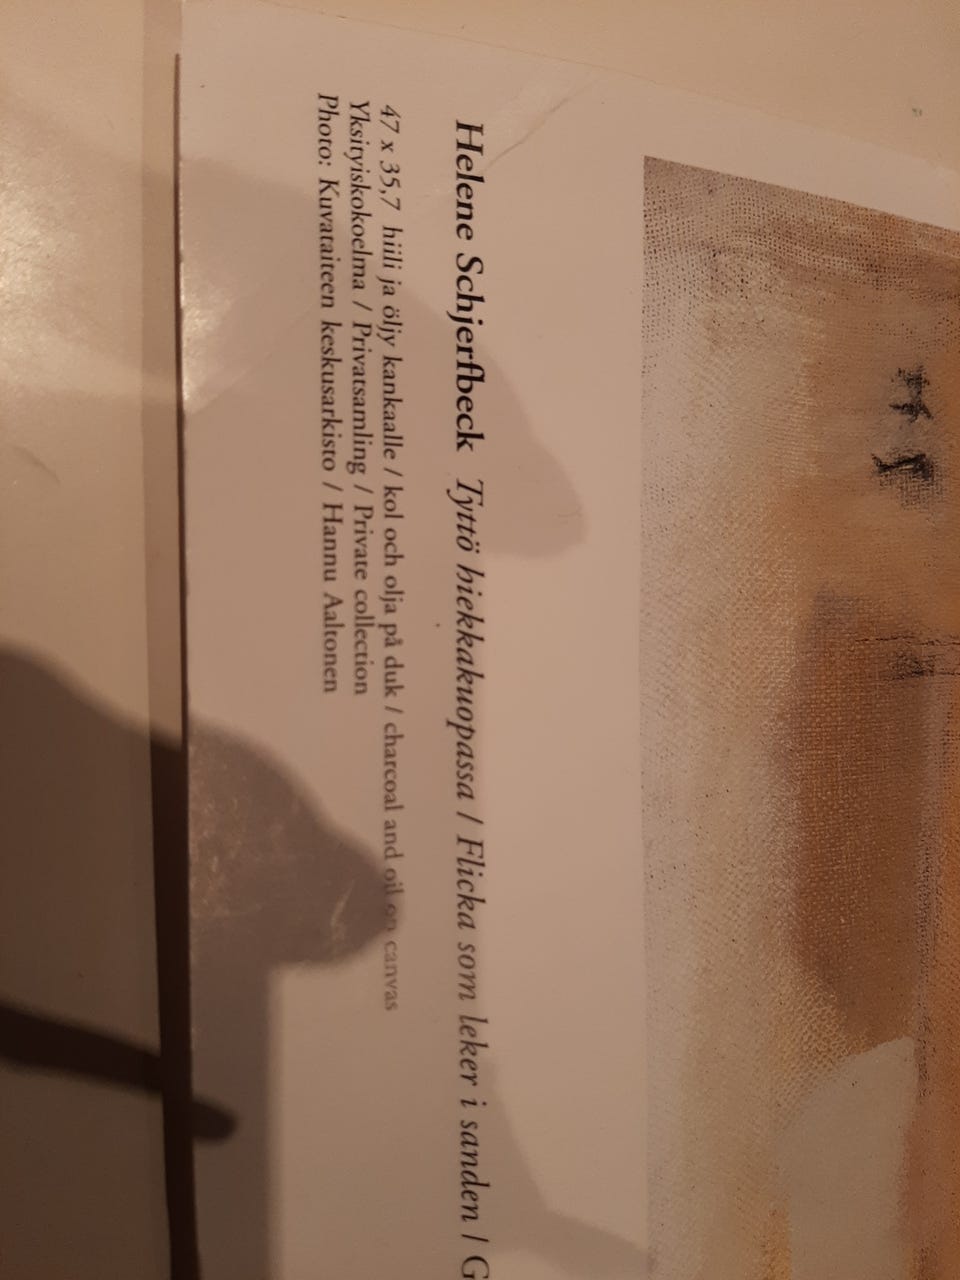 Helene Schjerfbeck Tyttö hiekkakuopassa / Flicka som leker i sanden / G
47 x 35,7 hiili ja öljy kankaalle / kol och olja på duk / charcoal and oil on canvas
Yksityiskokoelma / Privatsamling / Private collection
Photo: Kuvataiteen keskusarkisto / Hannu Aaltonen